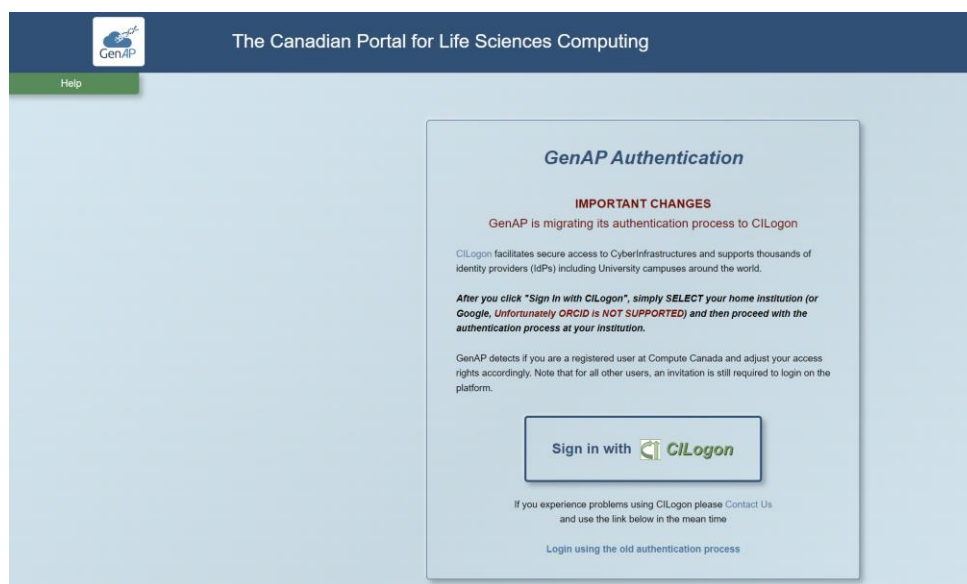 GenAP
The Canadian Portal for Life Sciences Computing
Help
GenAP Authentication
IMPORTANT CHANGES
GenAP is migrating its authentication process to CILogon
CILogon facilitates secure access to CyberInfrastructures and supports thousands of
identity providers (IdPs) including University campuses around the world.
After you click "Sign In with CILogon", simply SELECT your home institution (or
Google, Unfortunately ORCID is NOT SUPPORTED) and then proceed with the
authentication process at your institution.
GenAP detects if you are a registered user at Compute Canada and adjust your access
rights accordingly. Note that for all other users, an invitation is still required to login on the
platform.
Sign in with CILogon
If you experience problems using CILogon please Contact Us
and use the link below in the mean time
Login using the old authentication process